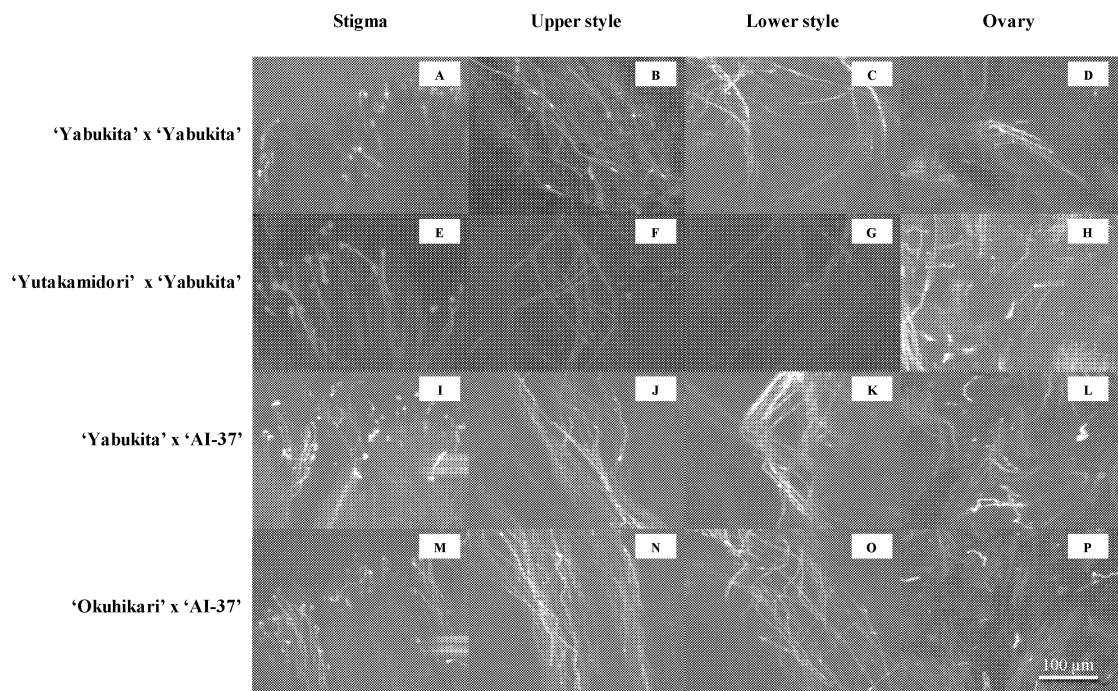 Stigma Upper style Lower style Ovary
A B C D
‘Yabukita’ x ‘Yabukita’
E F G H
‘Yutakamidori’ x ‘Yabukita’
I J K L
‘Yabukita’ x ‘AI-37’
M N O P
‘Okuhikari’ x ‘AI-37’
100 µm